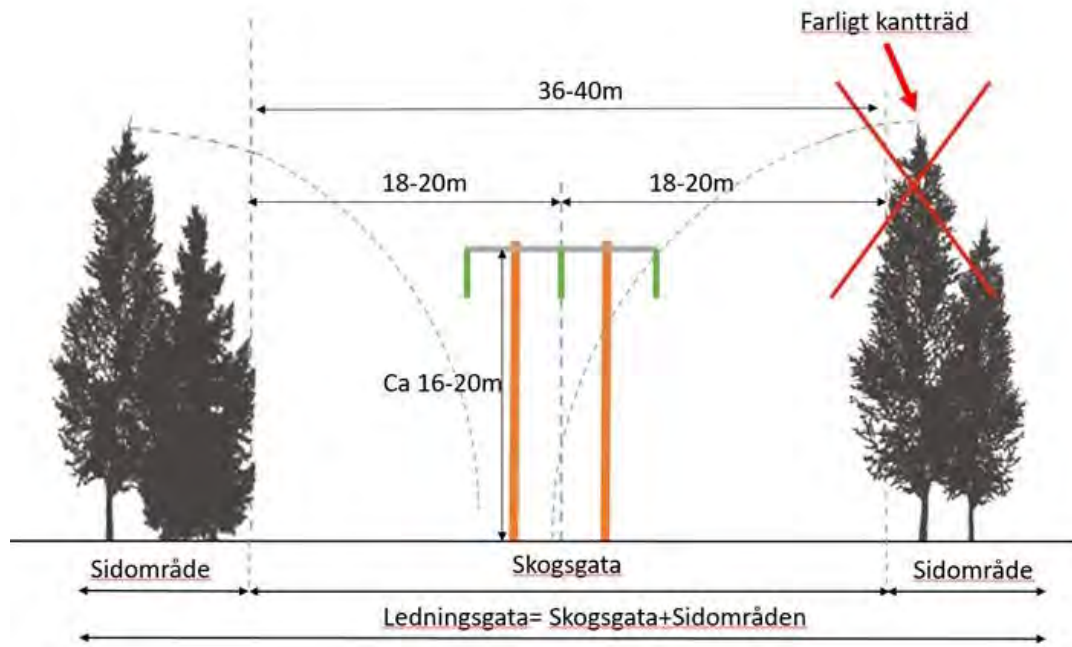 Farligt kantträd
36-40m
18-20m
18-20m
Ca 16-20m
Sidområde
Skogsgata
Sidområde
Ledningsgata= Skogsgata+Sidområden